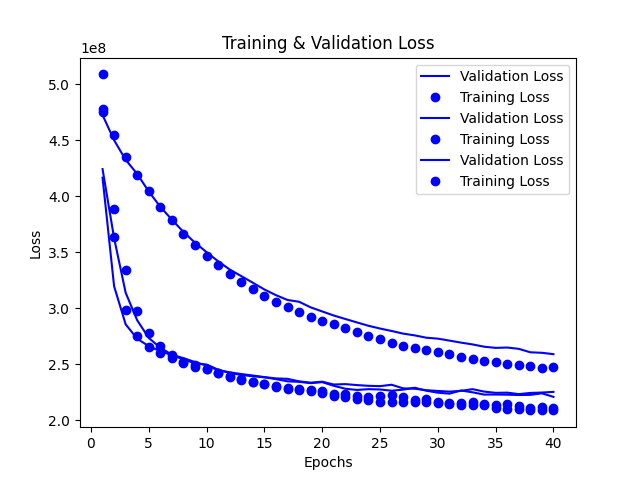 Training & Validation Loss
1e8
Validation Loss
Training Loss
Validation Loss
Training Loss
Validation Loss
Training Loss
5.0
4.5
4.0
3.5
3.0
2.5
2.0
Loss
0 5 10 15 20 25 30 35 40
Epochs